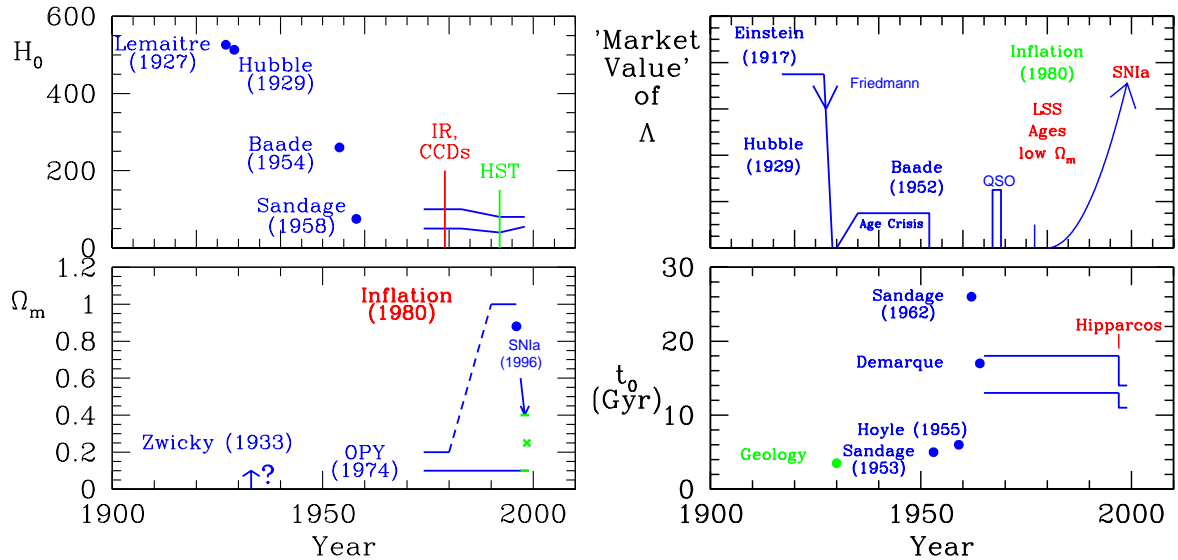 600
400
200
0
H₀
Lemaitre
(1927)
Hubble
(1929)
Baade
(1954)
Sandage
(1958)
IR,
CCDs
HST
'Market
Value'
of
Λ
Einstein
(1917)
Friedmann
Hubble
(1929)
Age Crisis
Baade
(1952)
QSO
Inflation
(1980)
LSS
Ages
low Ωₘ
SNIa
1.2
1
0.8
0.6
0.4
0.2
0
Ωₘ
Inflation
(1980)
SNIa
(1996)
Zwicky (1933)
?
OPY
(1974)
1900
1950
2000
Year
30
20
10
0
t₀
(Gyr)
Sandage
(1962)
Demarque
Hipparcos
Hoyle (1955)
Geology
Sandage
(1953)
1900
1950
2000
Year